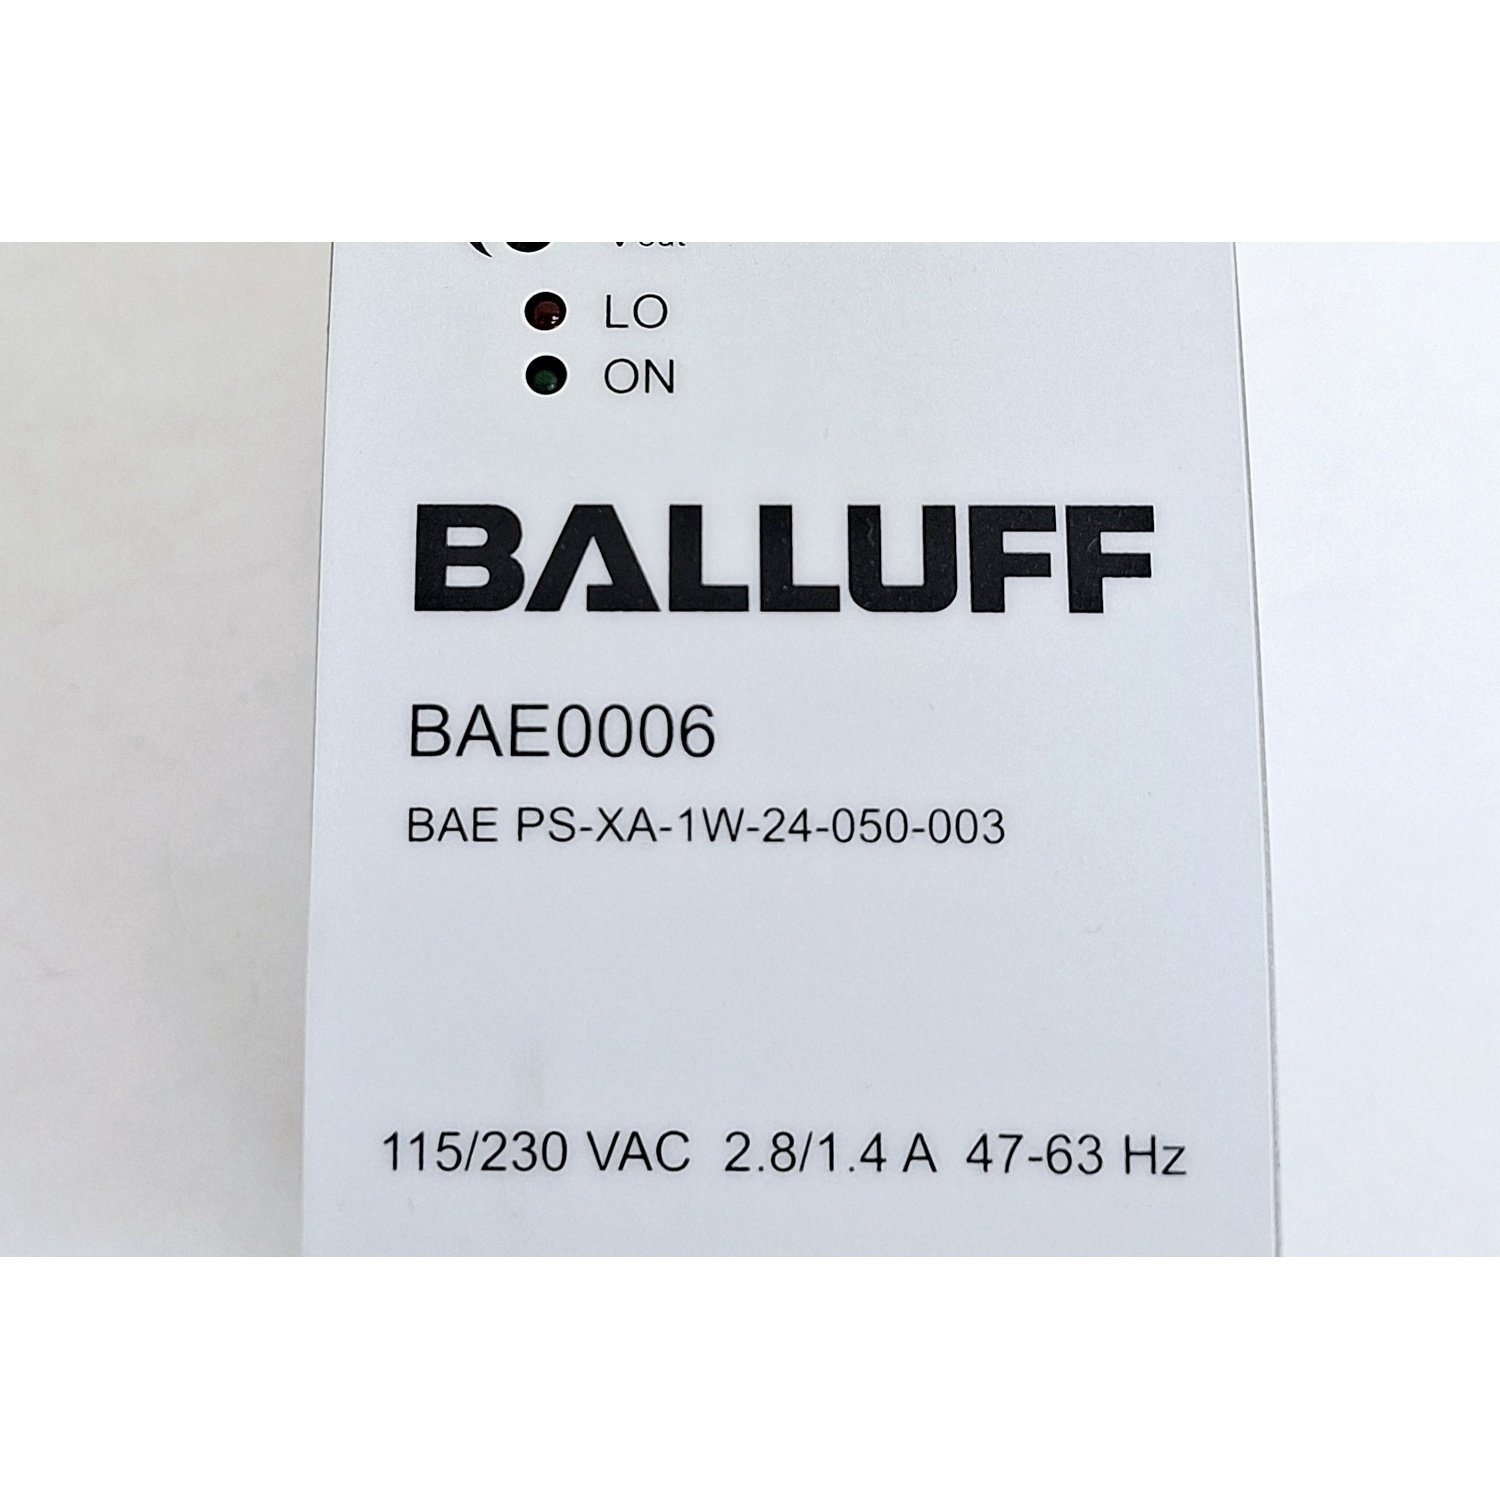 LO
ON
BALLUFF
BAE0006
BAE PS-XA-1W-24-050-003
115/230 VAC 2.8/1.4 A 47-63 Hz